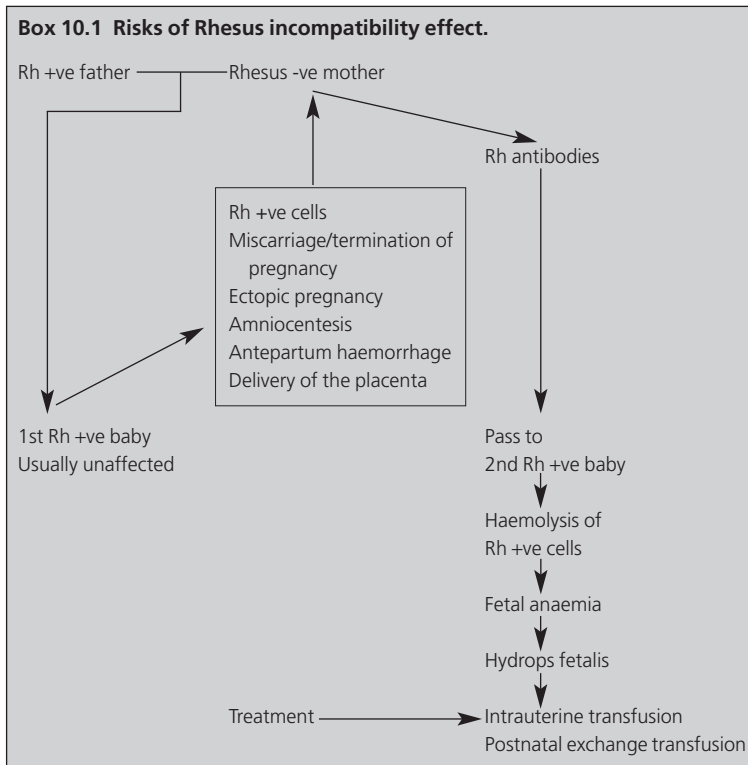 Box 10.1 Risks of Rhesus incompatibility effect.
Rh +ve father
Rhesus -ve mother
Rh antibodies
Rh +ve cells
Miscarriage/termination of
pregnancy
Ectopic pregnancy
Amniocentesis
Antepartum haemorrhage
Delivery of the placenta
1st Rh +ve baby
Usually unaffected
Pass to
2nd Rh +ve baby
Haemolysis of
Rh +ve cells
Fetal anaemia
Hydrops fetalis
Treatment
Intrauterine transfusion
Postnatal exchange transfusion